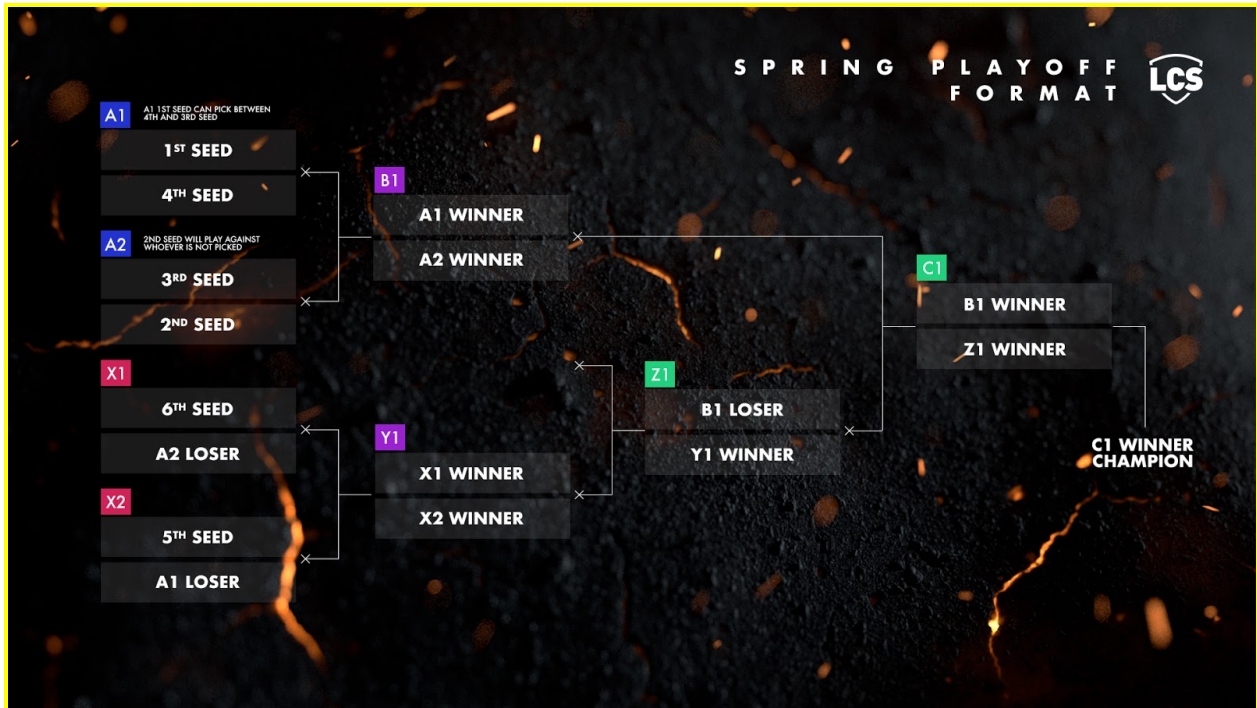 SPRING PLAYOFF
FORMAT
LCS
A1
A1 1ST SEED CAN PICK BETWEEN
4TH AND 3RD SEED
1ST SEED
4TH SEED
A2
2ND SEED WILL PLAY AGAINST
WHOEVER IS NOT PICKED
3RD SEED
2ND SEED
X1
6TH SEED
A2 LOSER
X2
5TH SEED
A1 LOSER
B1
A1 WINNER
A2 WINNER
Y1
X1 WINNER
X2 WINNER
Z1
B1 LOSER
Y1 WINNER
C1
B1 WINNER
Z1 WINNER
C1 WINNER
CHAMPION